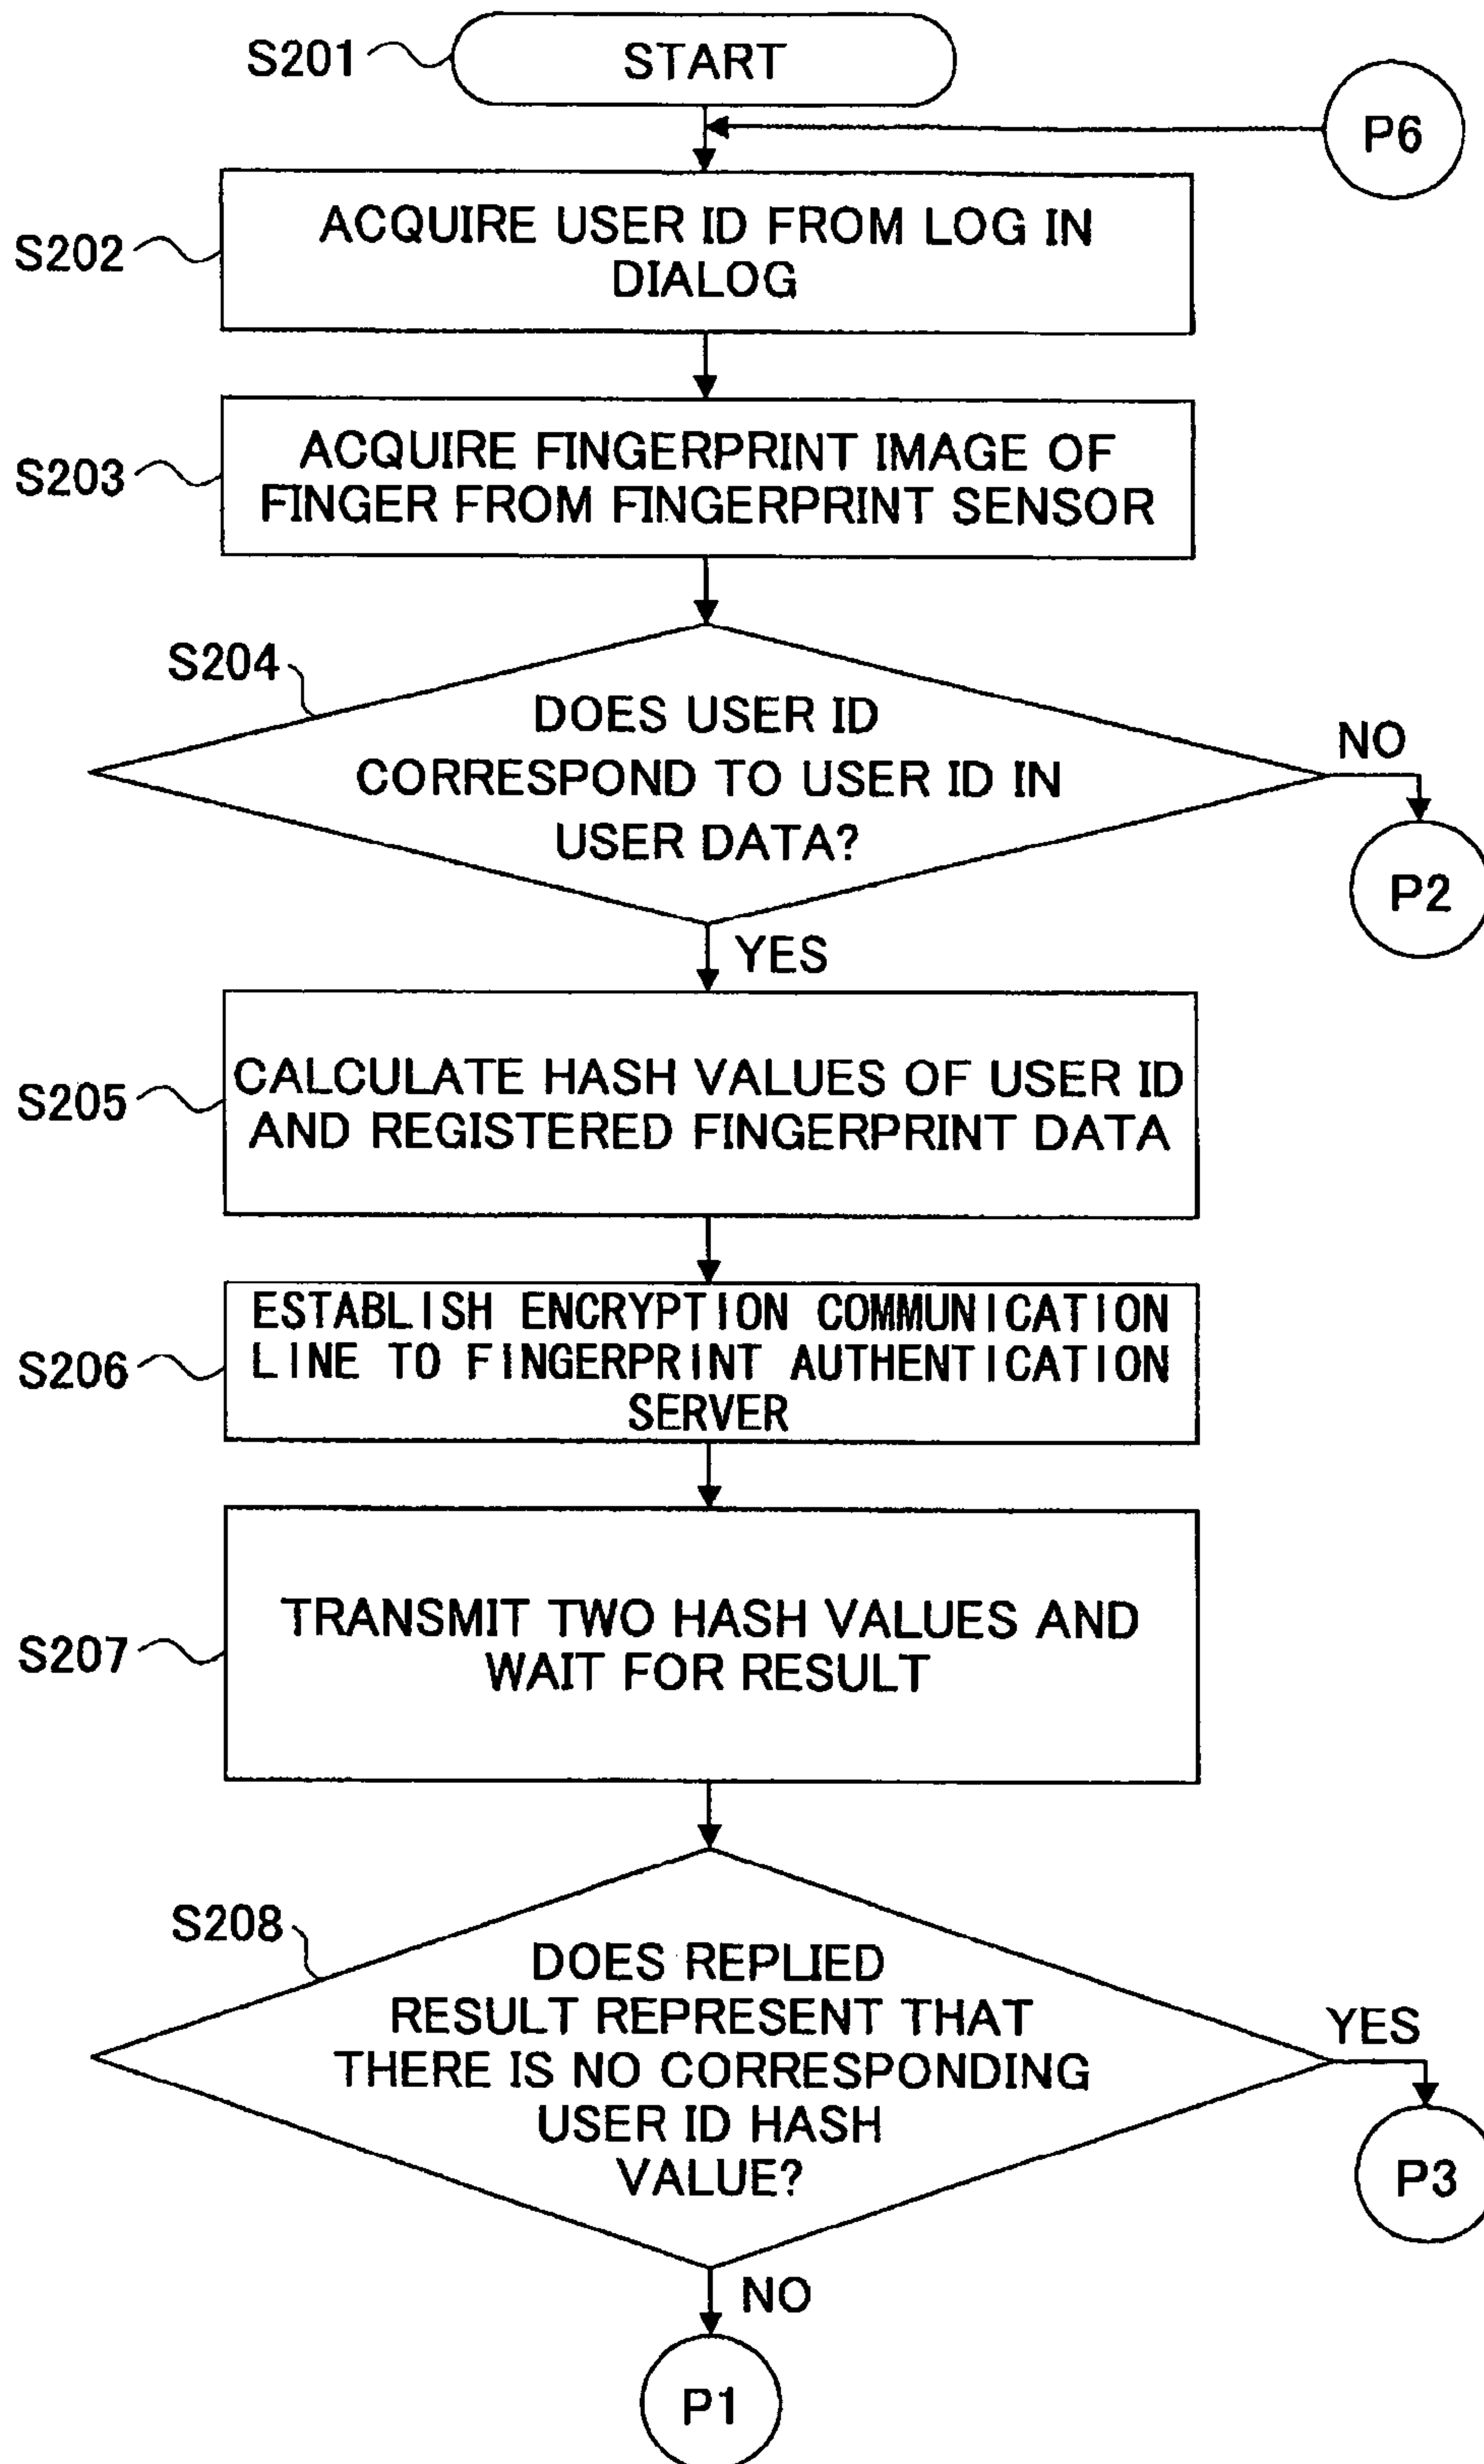 S201
START
P6
S202
ACQUIRE USER ID FROM LOG IN
DIALOG
S203
ACQUIRE FINGERPRINT IMAGE OF
FINGER FROM FINGERPRINT SENSOR
S204
DOES USER ID
CORRESPOND TO USER ID IN
USER DATA?
NO
P2
YES
S205
CALCULATE HASH VALUES OF USER ID
AND REGISTERED FINGERPRINT DATA
S206
ESTABLISH ENCRYPTION COMMUNICATION
LINE TO FINGERPRINT AUTHENTICATION
SERVER
S207
TRANSMIT TWO HASH VALUES AND
WAIT FOR RESULT
S208
DOES REPLIED
RESULT REPRESENT THAT
THERE IS NO CORRESPONDING
USER ID HASH
VALUE?
YES
P3
NO
P1